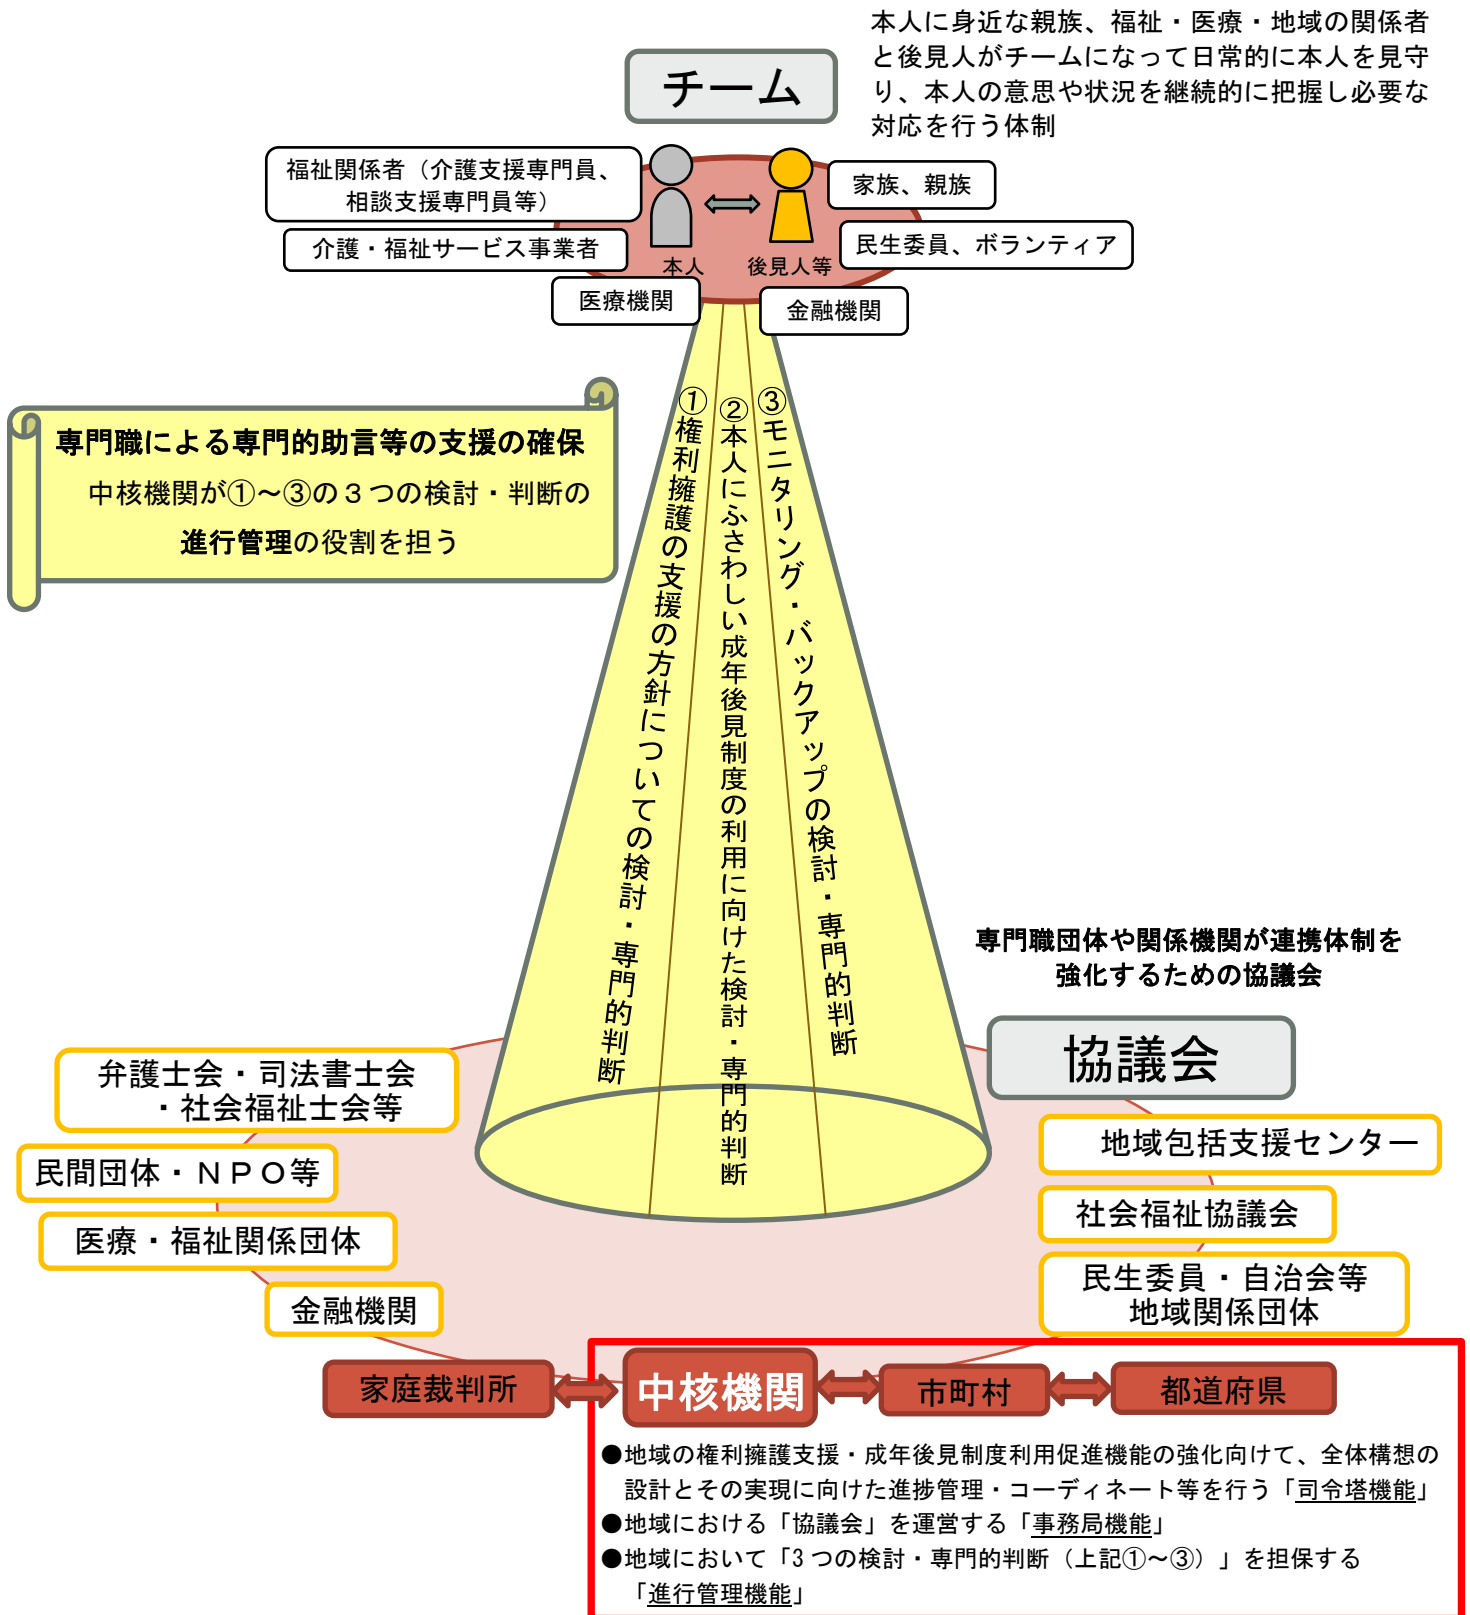 本人に身近な親族、福祉・医療・地域の関係者
と後見人がチームになって日常的に本人を見守
り、本人の意思や状況を継続的に把握し必要な
対応を行う体制
チーム
福祉関係者（介護支援専門員、
相談支援専門員等）
介護・福祉サービス事業者
医療機関
本人
後見人等
家族、親族
民生委員、ボランティア
金融機関
専門職による専門的助言等の支援の確保
中核機関が①～③の３つの検討・判断の
進行管理の役割を担う
①権利擁護の支援の方針についての検討・専門的判断
②本人にふさわしい成年後見制度の利用に向けた検討・専門的判断
③モニタリング・バックアップの検討・専門的判断
専門職団体や関係機関が連携体制を
強化するための協議会
協議会
弁護士会・司法書士会
・社会福祉士会等
民間団体・ＮＰＯ等
医療・福祉関係団体
金融機関
地域包括支援センター
社会福祉協議会
民生委員・自治会等
地域関係団体
家庭裁判所
中核機関
市町村
都道府県
●地域の権利擁護支援・成年後見制度利用促進機能の強化向けて、全体構想の
設計とその実現に向けた進捗管理・コーディネート等を行う「司令塔機能」
●地域における「協議会」を運営する「事務局機能」
●地域において「3つの検討・専門的判断（上記①～③）」を担保する
「進行管理機能」